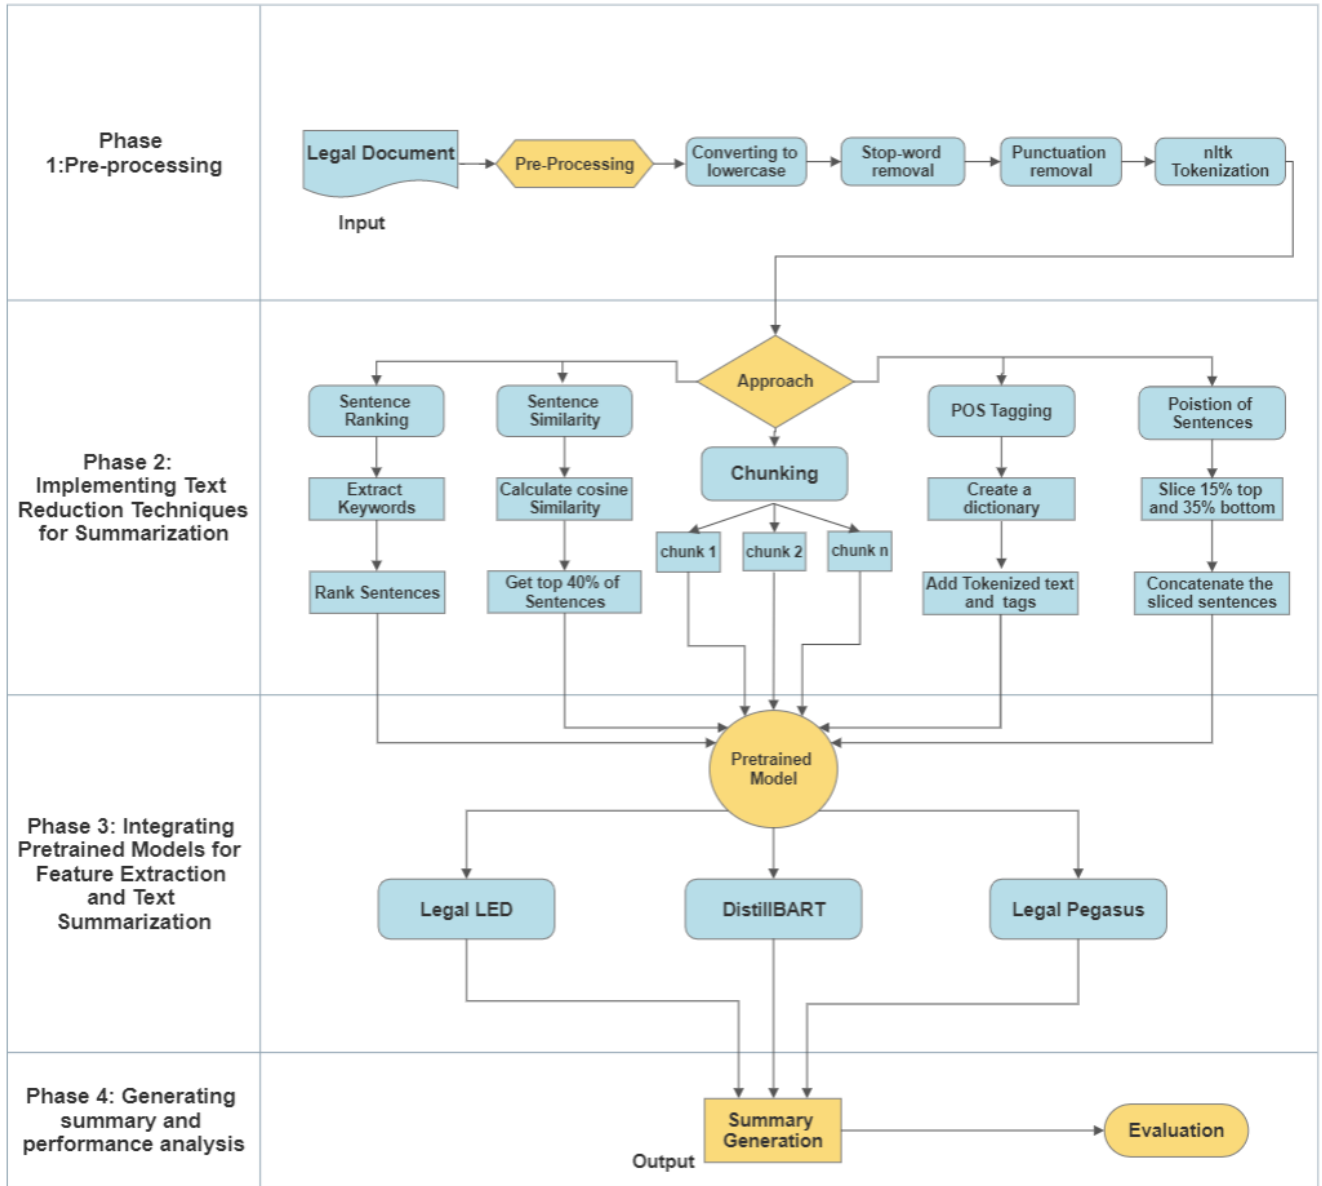 Phase
1:Pre-processing
Legal Document
Input
Pre-Processing
Converting to
lowercase
Stop-word
removal
Punctuation
removal
nltk
Tokenization
Phase 2:
Implementing Text
Reduction Techniques
for Summarization
Approach
Sentence
Ranking
Extract
Keywords
Rank Sentences
Sentence
Similarity
Calculate cosine
Similarity
Get top 40% of
Sentences
Chunking
chunk 1
chunk 2
chunk n
POS Tagging
Create a
dictionary
Add Tokenized text
and tags
Poistion of
Sentences
Slice 15% top
and 35% bottom
Concatenate the
sliced sentences
Phase 3: Integrating
Pretrained Models for
Feature Extraction
and Text
Summarization
Pretrained
Model
Legal LED
DistillBART
Legal Pegasus
Phase 4: Generating
summary and
performance analysis
Summary
Generation
Output
Evaluation